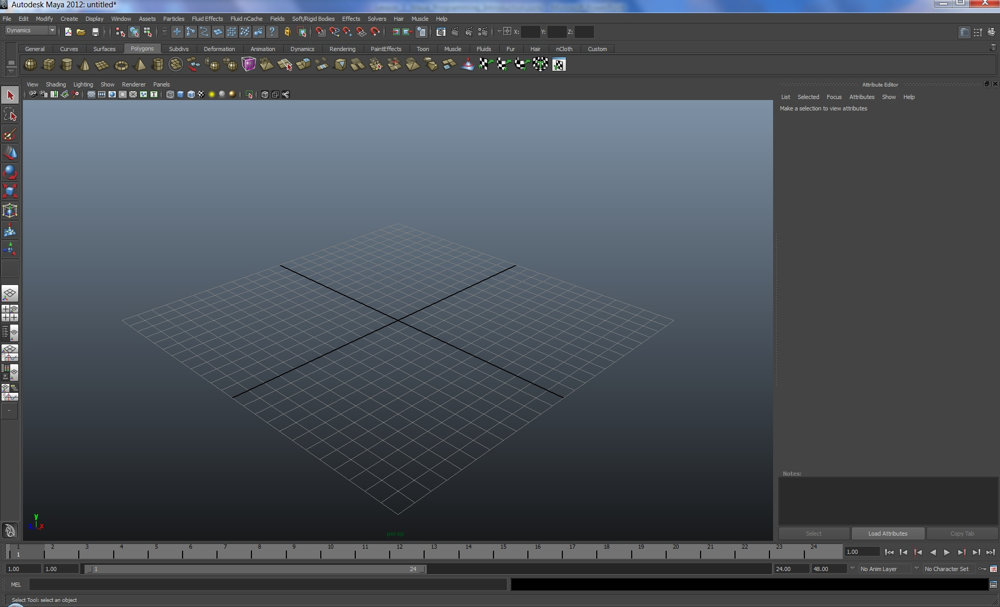 Autodesk Maya 2012: untitled*
File Edit Modify Create Display Window Assets Particles Fluid Effects Fluid nCache Fields Soft/Rigid Bodies Effects Solvers Hair Muscle Help
Dynamics X: Y: Z:
General Curves Surfaces Polygons Subdivs Deformation Animation Dynamics Rendering PaintEffects Toon Muscle Fluids Fur Hair nCloth Custom
View Shading Lighting Show Renderer Panels
Attribute Editor
List Selected Focus Attributes Show Help
Make a selection to view attributes
Notes:
y
z x
persp
Select Load Attributes Copy Tab
1 2 3 4 5 6 7 8 9 10 11 12 13 14 15 16 17 18 19 20 21 22 23 24
1 1.00
1.00 1.00 1 24 24.00 48.00 No Anim Layer No Character Set
MEL
Select Tool: select an object